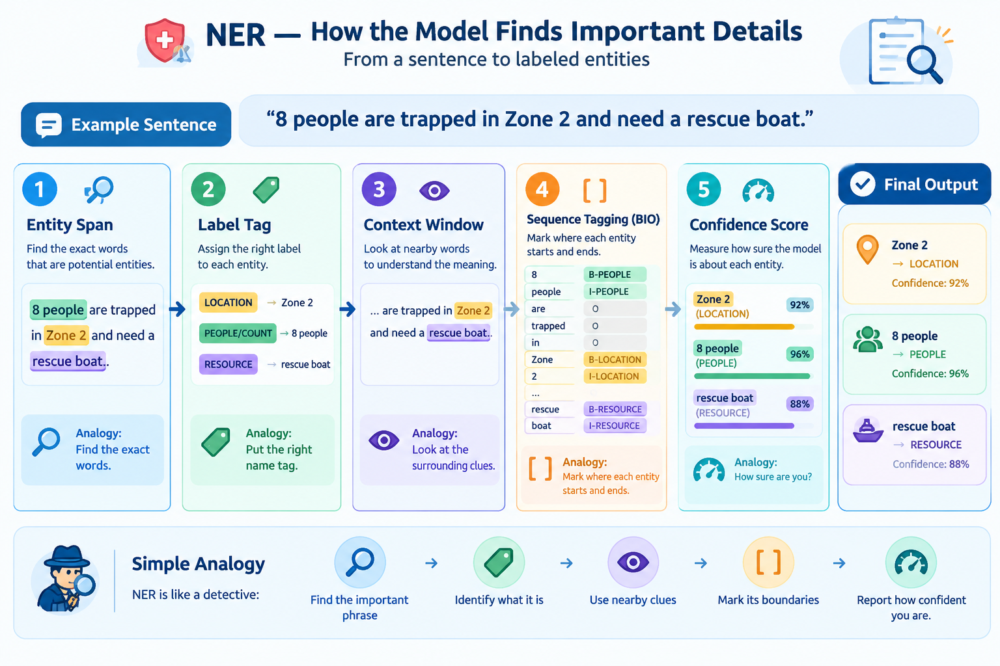 NER — How the Model Finds Important Details
From a sentence to labeled entities
Example Sentence
“8 people are trapped in Zone 2 and need a rescue boat.”
1
Entity Span
Find the exact words
that are potential entities.
8 people are trapped
in Zone 2 and need a
rescue boat..
Analogy:
Find the exact
words.
2
Label Tag
Assign the right label
to each entity.
LOCATION → Zone 2
PEOPLE/COUNT → 8 people
RESOURCE → rescue boat
Analogy:
Put the right
name tag.
3
Context Window
Look at nearby words
to understand the meaning.
... are trapped in Zone 2
and need a rescue boat..
Analogy:
Look at the
surrounding clues.
4
[ ]
Sequence Tagging (BIO)
Mark where each entity
starts and ends.
8 B-PEOPLE
people I-PEOPLE
are O
trapped O
in O
Zone B-LOCATION
2 I-LOCATION
...
rescue B-RESOURCE
boat I-RESOURCE
[ ]
Analogy:
Mark where each entity
starts and ends.
5
Confidence Score
Measure how sure the model
is about each entity.
Zone 2 92%
(LOCATION)
8 people 96%
(PEOPLE)
rescue boat 88%
(RESOURCE)
Analogy:
How sure are you?
Final Output
Zone 2
→ LOCATION
Confidence: 92%
8 people
→ PEOPLE
Confidence: 96%
rescue boat
→ RESOURCE
Confidence: 88%
Simple Analogy
NER is like a detective:
Find the important
phrase
→
Identify what it is
→
Use nearby clues
→
[ ]
Mark its boundaries
→
Report how confident
you are.